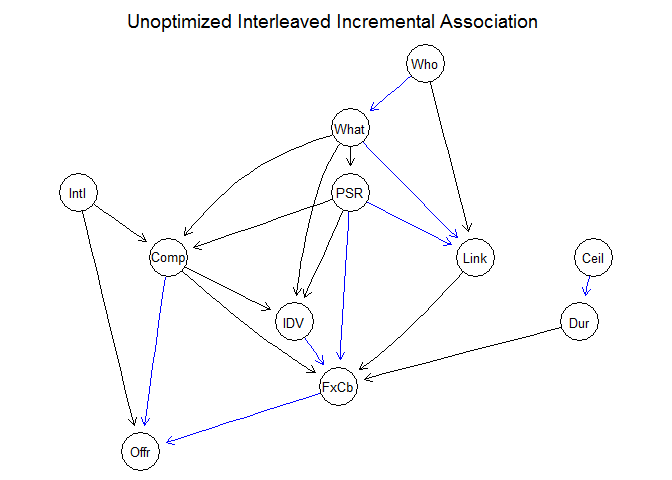 Unoptimized Interleaved Incremental Association
Who
What
PSR
Intl
Comp
Link
Ceil
IDV
Dur
FxCb
Offr